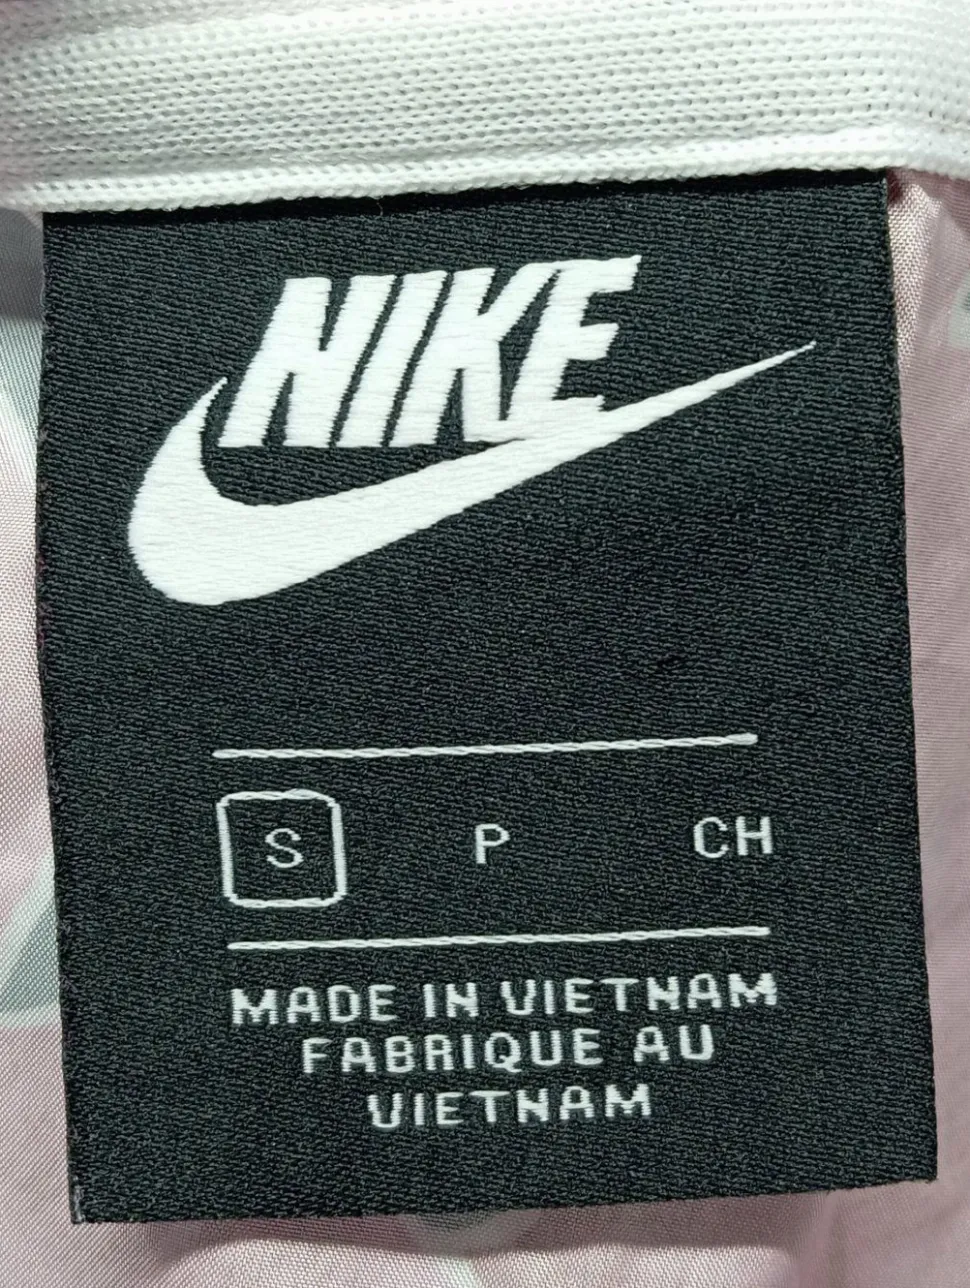 NIKE
S P CH
MADE IN VIETNAM
FABRIQUE AU
VIETNAM